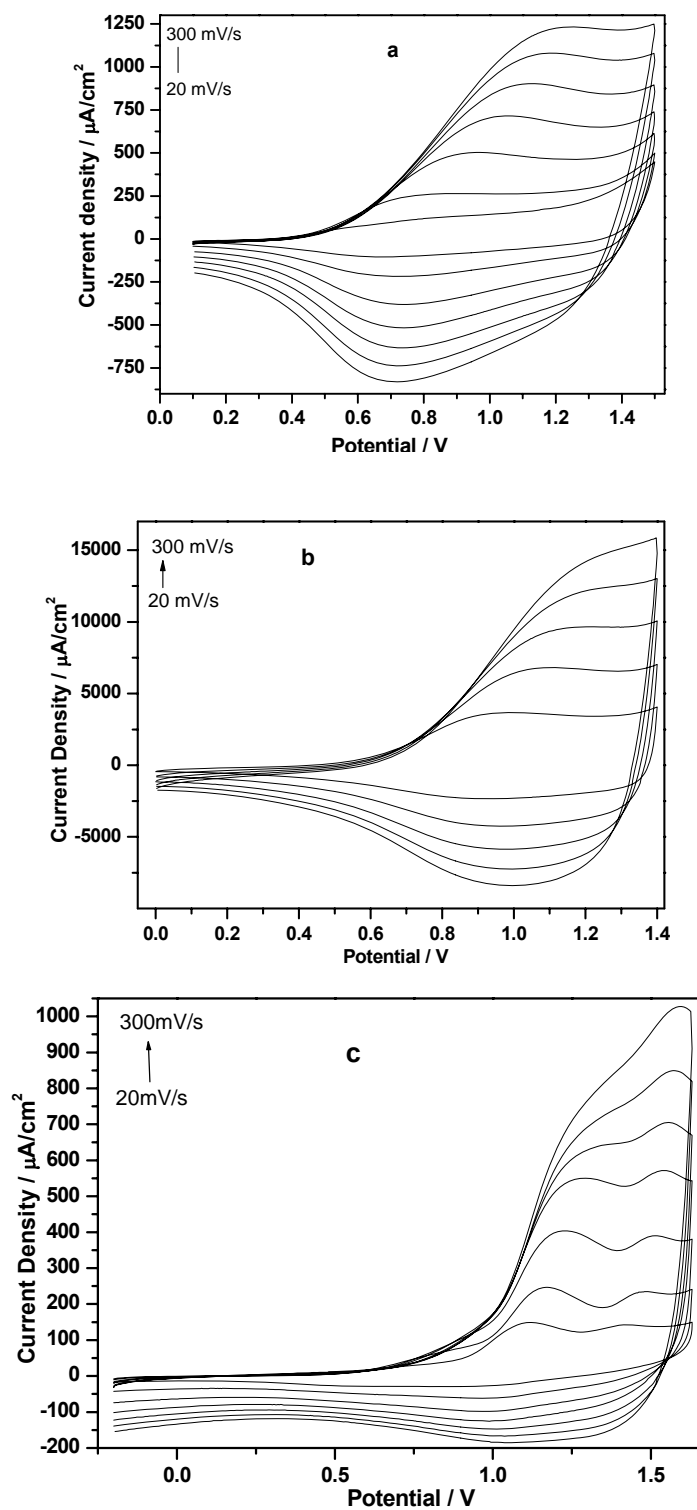 1250
1000
750
500
250
0
-250
-500
-750
300 mV/s
20 mV/s
a
Current density / µA/cm²
0.0 0.2 0.4 0.6 0.8 1.0 1.2 1.4
Potential / V
15000
10000
5000
0
-5000
300 mV/s
20 mV/s
b
Current Density / µA/cm²
0.0 0.2 0.4 0.6 0.8 1.0 1.2 1.4
Potential / V
1000
900
800
700
600
500
400
300
200
100
0
-100
-200
300mV/s
20mV/s
c
Current Density / µA/cm²
0.0 0.5 1.0 1.5
Potential / V